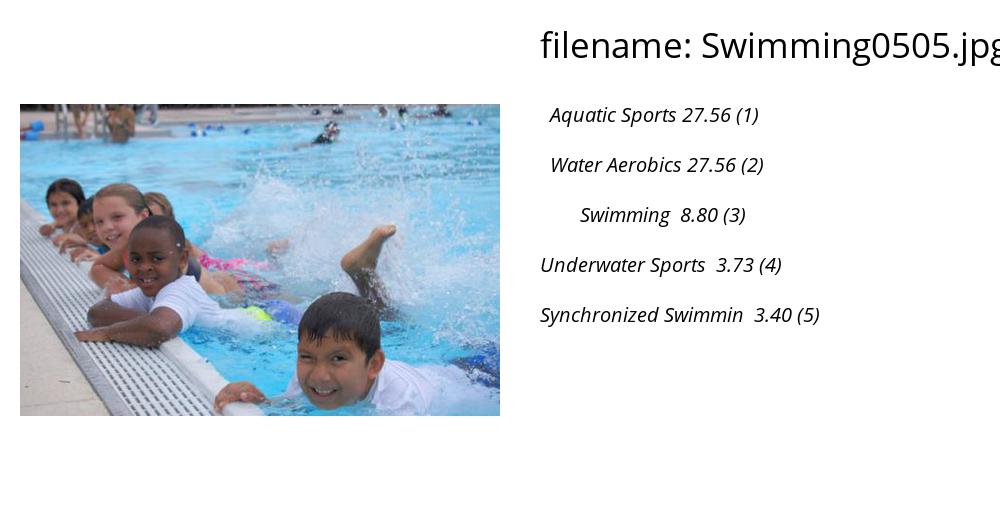 filename: Swimming0505.jpg
Aquatic Sports 27.56 (1)
Water Aerobics 27.56 (2)
Swimming 8.80 (3)
Underwater Sports 3.73 (4)
Synchronized Swimmin 3.40 (5)